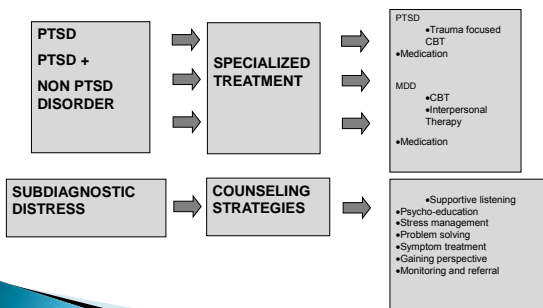 PTSD
PTSD +
NON PTSD
DISORDER
SPECIALIZED
TREATMENT
PTSD
•Trauma focused
CBT
•Medication
MDD
•CBT
•Interpersonal
Therapy
•Medication
SUBDIAGNOSTIC
DISTRESS
COUNSELING
STRATEGIES
•Supportive listening
•Psycho-education
•Stress management
•Problem solving
•Symptom treatment
•Gaining perspective
•Monitoring and referral